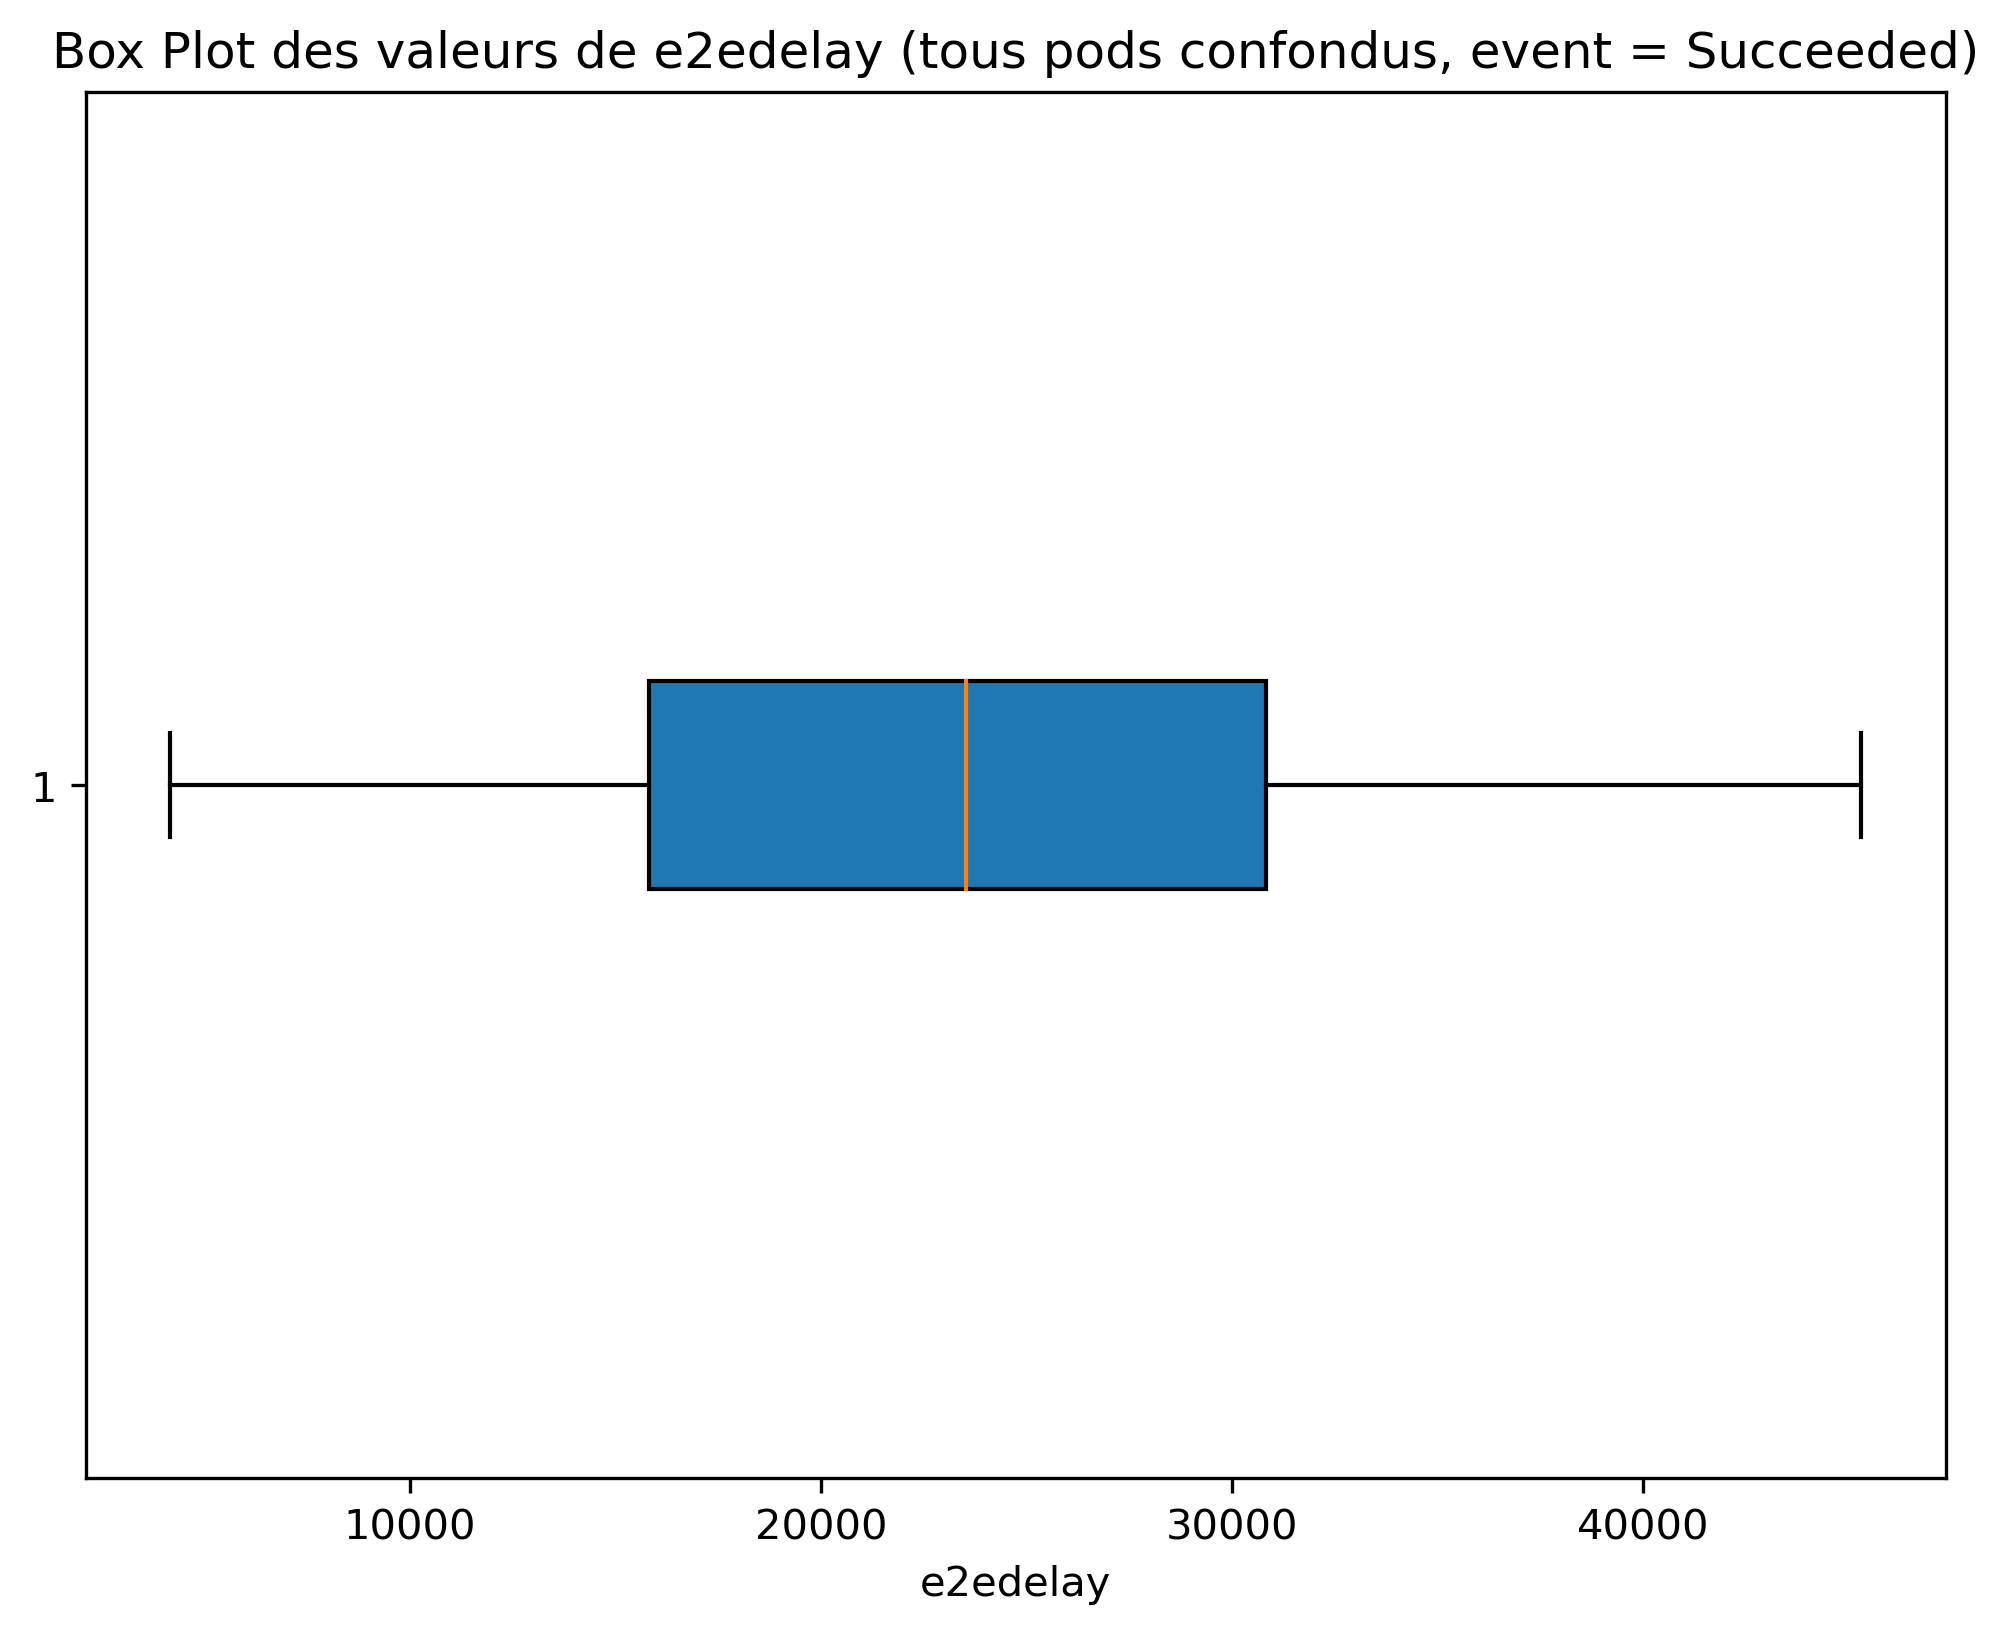 Box Plot des valeurs de e2edelay (tous pods confondus, event = Succeeded)
1
10000 20000 30000 40000
e2edelay